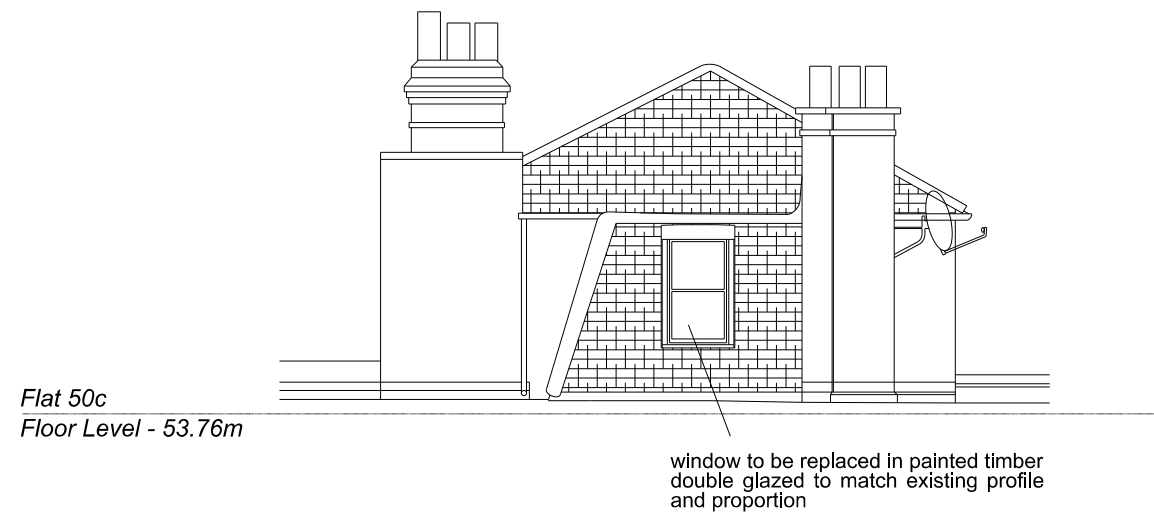 Flat 50c
Floor Level - 53.76m
window to be replaced in painted timber
double glazed to match existing profile
and proportion